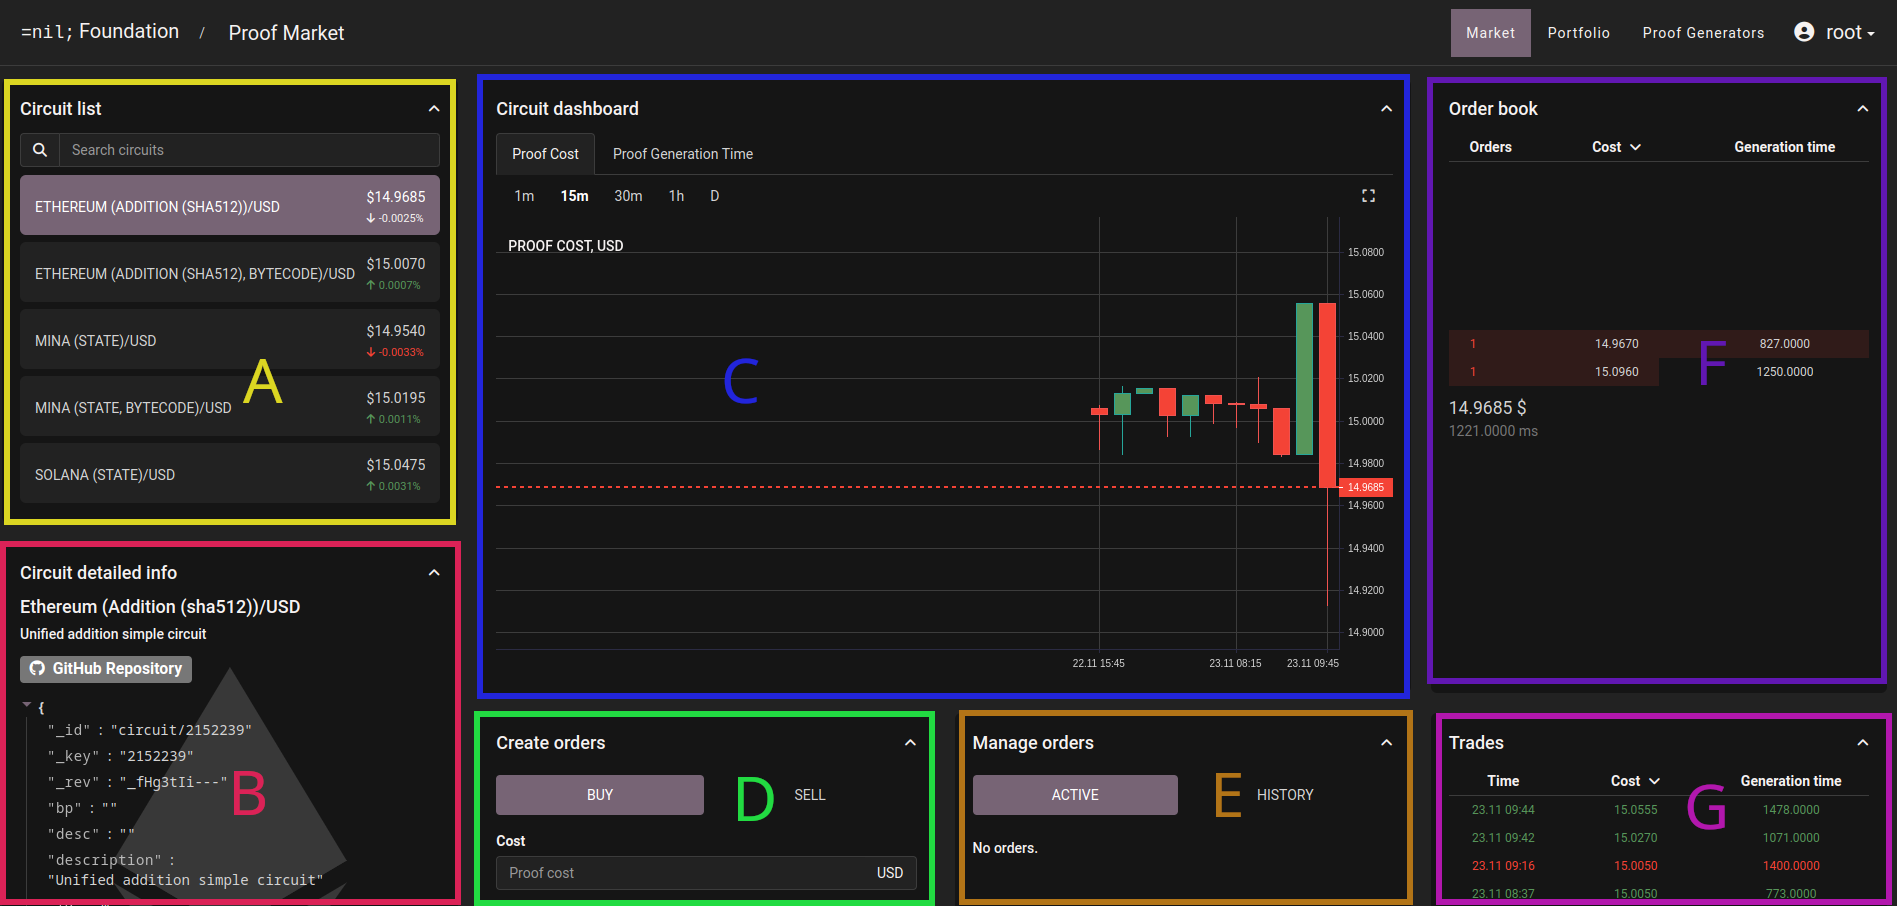 =nil; Foundation / Proof Market
Market Portfolio Proof Generators root
Circuit list
Search circuits
ETHEREUM (ADDITION (SHA512))/USD $14.9685
-0.0025%
ETHEREUM (ADDITION (SHA512), BYTECODE)/USD $15.0070
0.0007%
MINA (STATE)/USD $14.9540
-0.0033%
MINA (STATE, BYTECODE)/USD $15.0195
0.0011%
SOLANA (STATE)/USD $15.0475
0.0031%
A
Circuit detailed info
Ethereum (Addition (sha512))/USD
Unified addition simple circuit
GitHub Repository
{
"_id" : "circuit/2152239"
"_key" : "2152239"
"_rev" : "_fHg3tIi---"
"bp" : ""
"desc" : ""
"description" :
"Unified addition simple circuit"
B
Circuit dashboard
Proof Cost Proof Generation Time
1m 15m 30m 1h D
PROOF COST, USD
15.0800
15.0600
15.0400
15.0200
15.0000
14.9800
14.9685
14.9600
14.9400
14.9200
14.9000
22.11 15:45 23.11 08:15 23.11 09:45
C
Create orders
BUY SELL
Cost
Proof cost USD
D
Manage orders
ACTIVE HISTORY
No orders.
E
Order book
Orders Cost Generation time
1 14.9670 827.0000
1 15.0960 1250.0000
14.9685 $
1221.0000 ms
F
Trades
Time Cost Generation time
23.11 09:44 15.0555 1478.0000
23.11 09:42 15.0270 1071.0000
23.11 09:16 15.0050 1400.0000
23.11 08:37 15.0050 773.0000
G